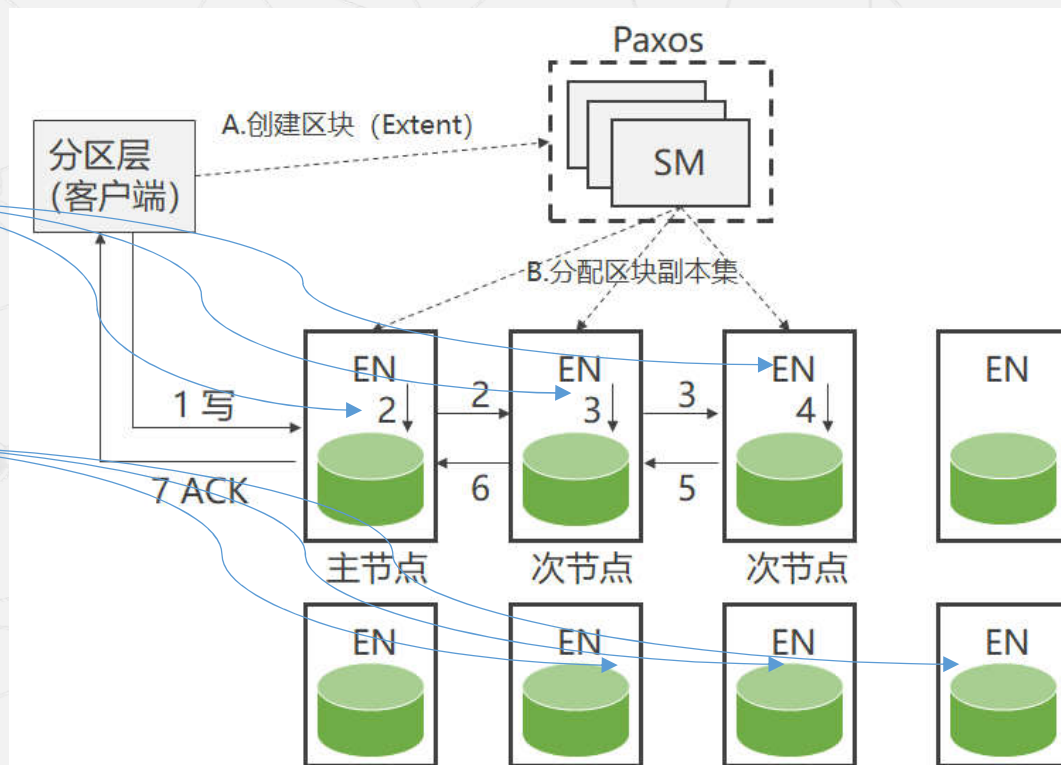 Paxos
A.创建区块（Extent）
分区层
（客户端）
SM
B.分配区块副本集
EN
EN
EN
EN
1 写
2
2
3
3
4
7 ACK
6
5
主节点
次节点
次节点
EN
EN
EN
EN